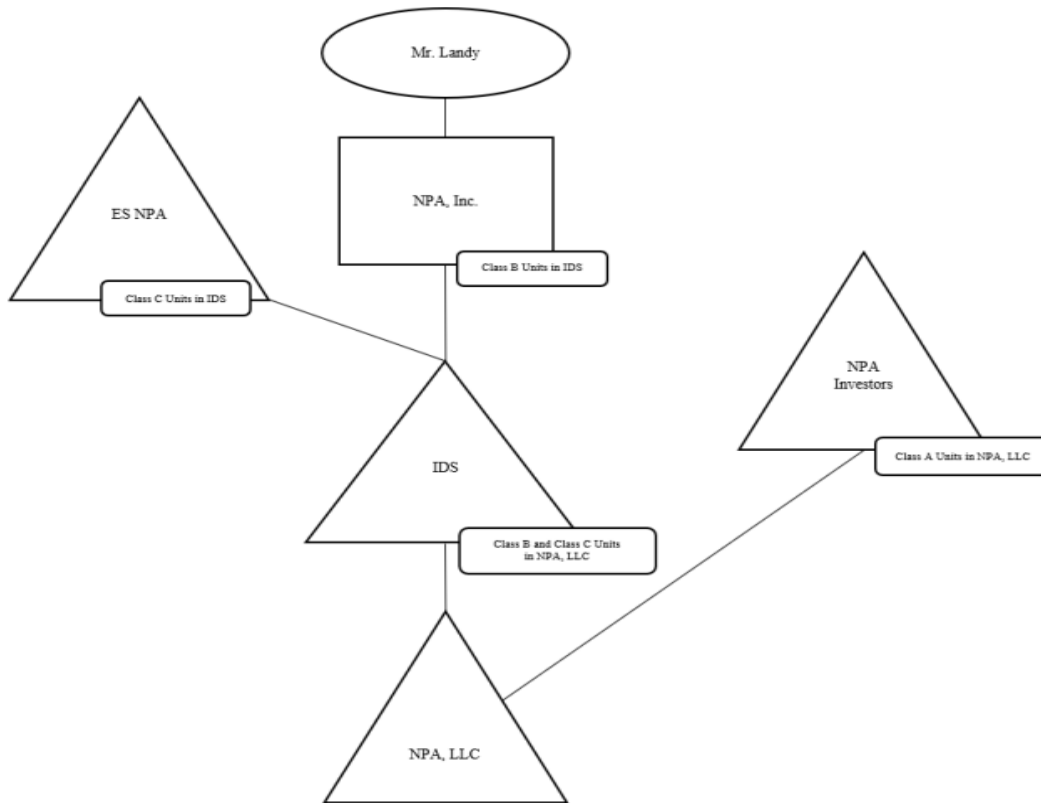 Mr. Landy
ES NPA
NPA, Inc.
Class B Units in IDS
Class C Units in IDS
NPA
Investors
Class A Units in NPA, LLC
IDS
Class B and Class C Units
in NPA, LLC
NPA, LLC